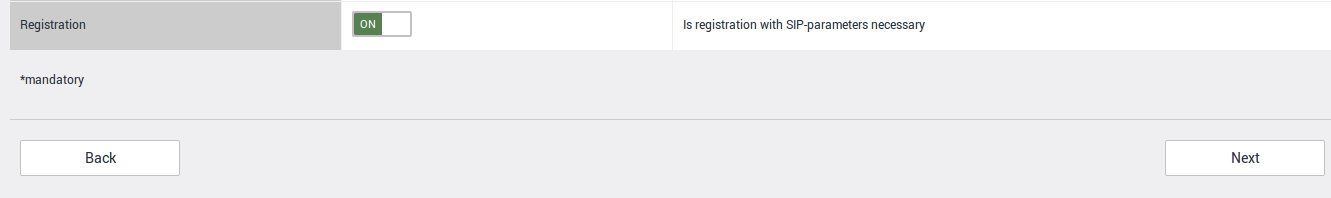 Registration
ON
Is registration with SIP-parameters necessary
*mandatory
Back
Next